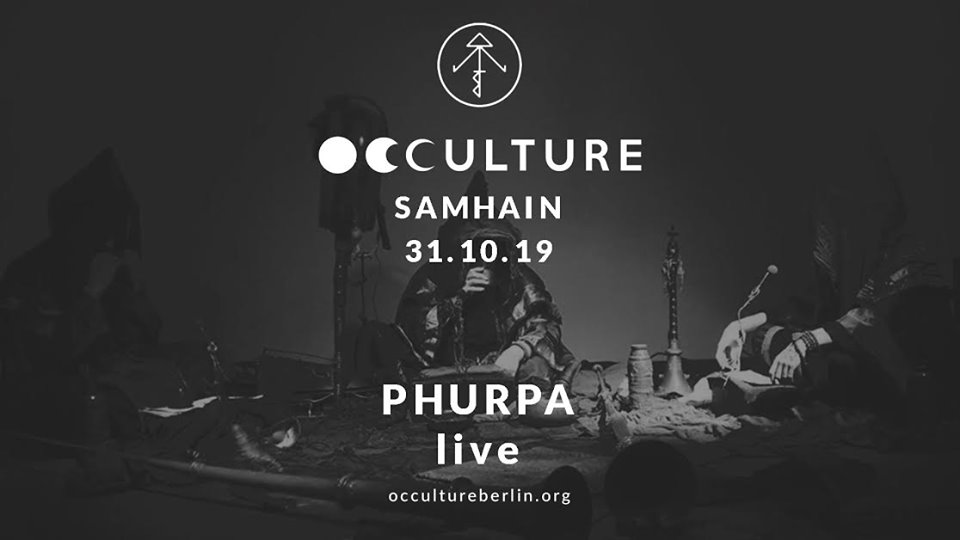 OCCULTURE
SAMHAIN
31.10.19
PHURPA
live
occultureberlin.org